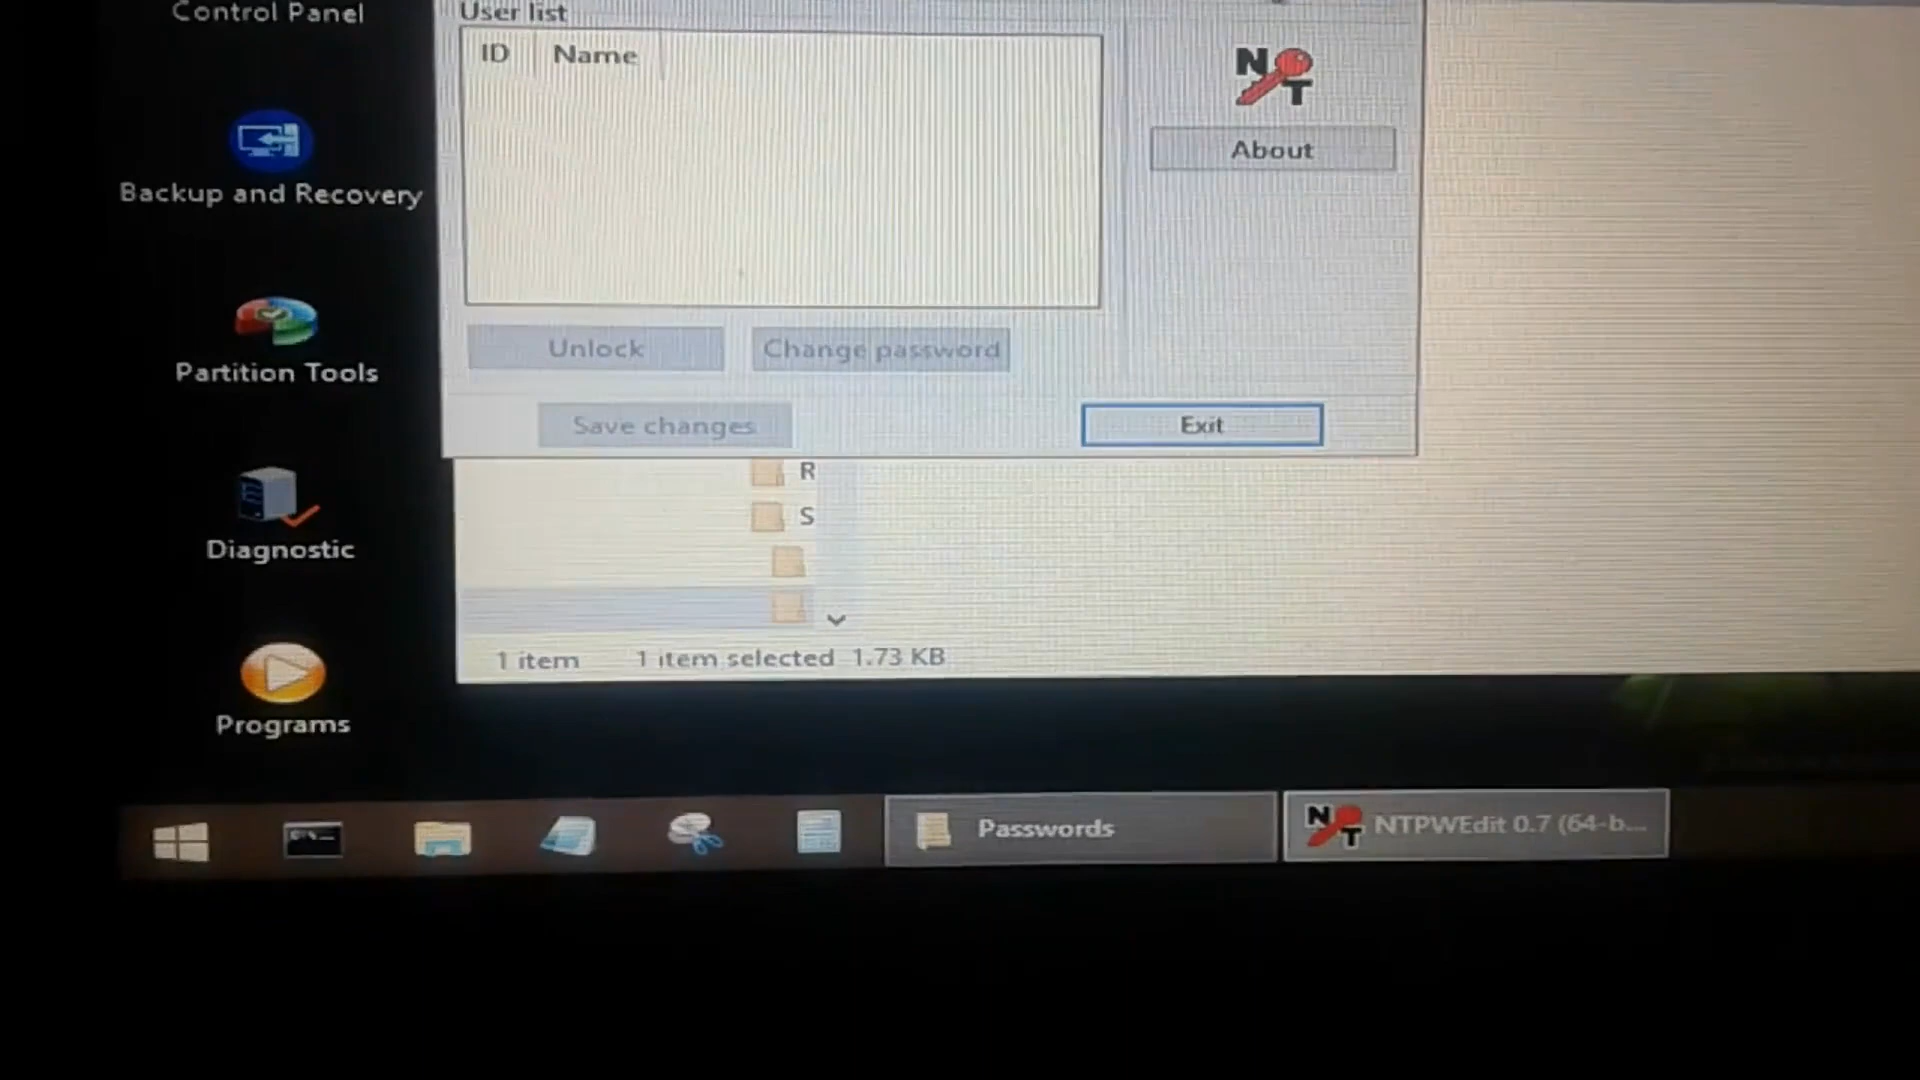 Control Panel
User list
ID Name
N
T
About
Backup and Recovery
Unlock
Change password
Partition Tools
Save changes
Exit
R
S
Diagnostic
1 item 1 item selected 1.73 KB
Programs
Passwords
N
T
NTPWEdit 0.7 (64-b...